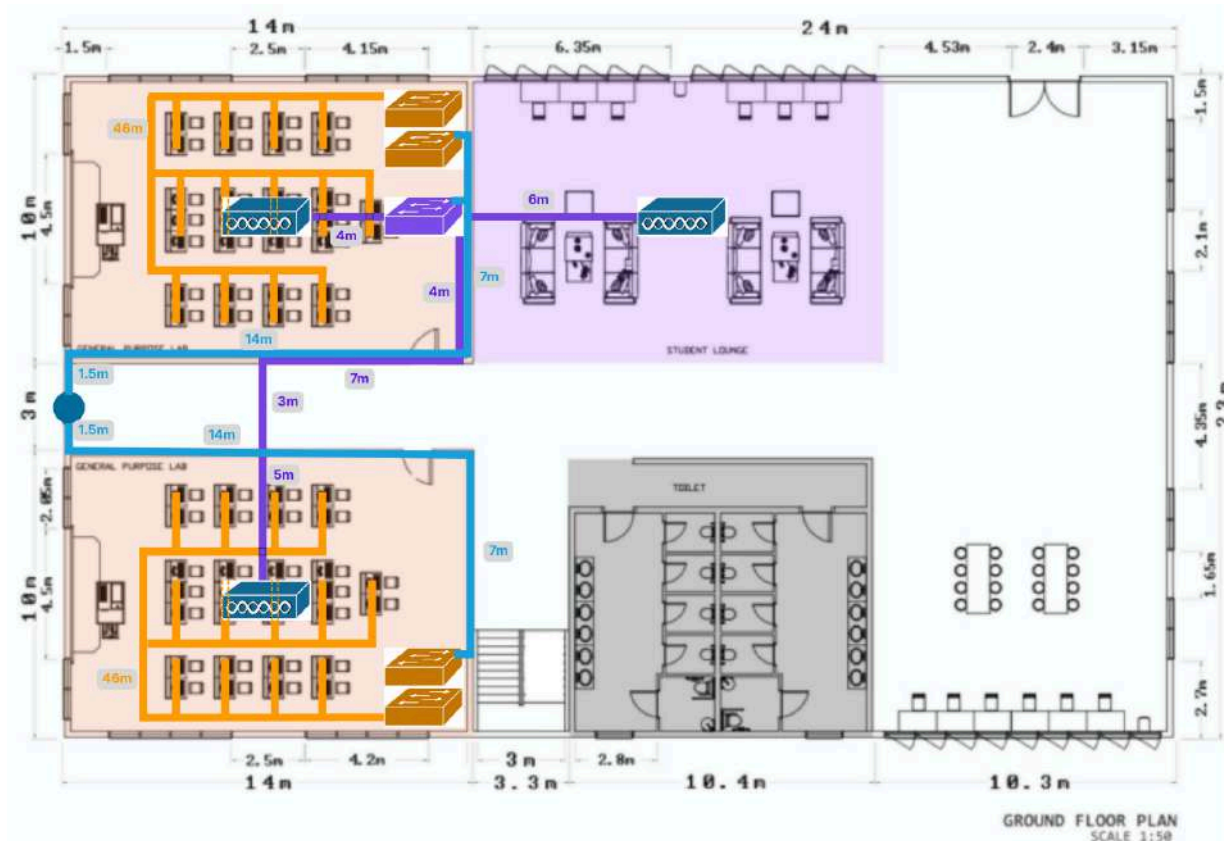 14m
24m
1.5m
2.5m
4.15m
6.35m
4.53m
2.4m
3.15m
46m
10m
4.5m
1.5m
6m
4m
2.1m
4m
7m
14m
GENERAL PURPOSE LAB
STUDENT LOUNGE
1.5m
7m
3m
3m
1.5m
14m
4.35m
GENERAL PURPOSE LAB
5m
TOILET
2.05m
7m
10m
4.5m
1.65m
46m
2.7m
2.5m
4.2m
3m
2.8m
14m
3.3m
10.4m
10.3m
GROUND FLOOR PLAN
SCALE 1:50